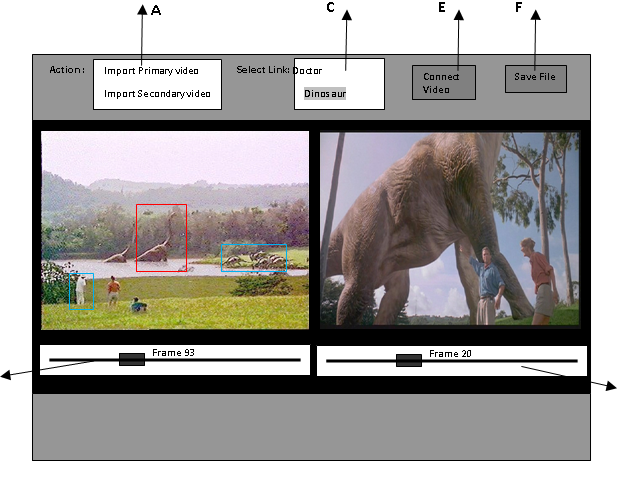 A
C
E
F
Action:
Import Primary video
Import Secondary video
Select Link:
Doctor
Dinosaur
Connect
Video
Save File
Frame 93
Frame 20